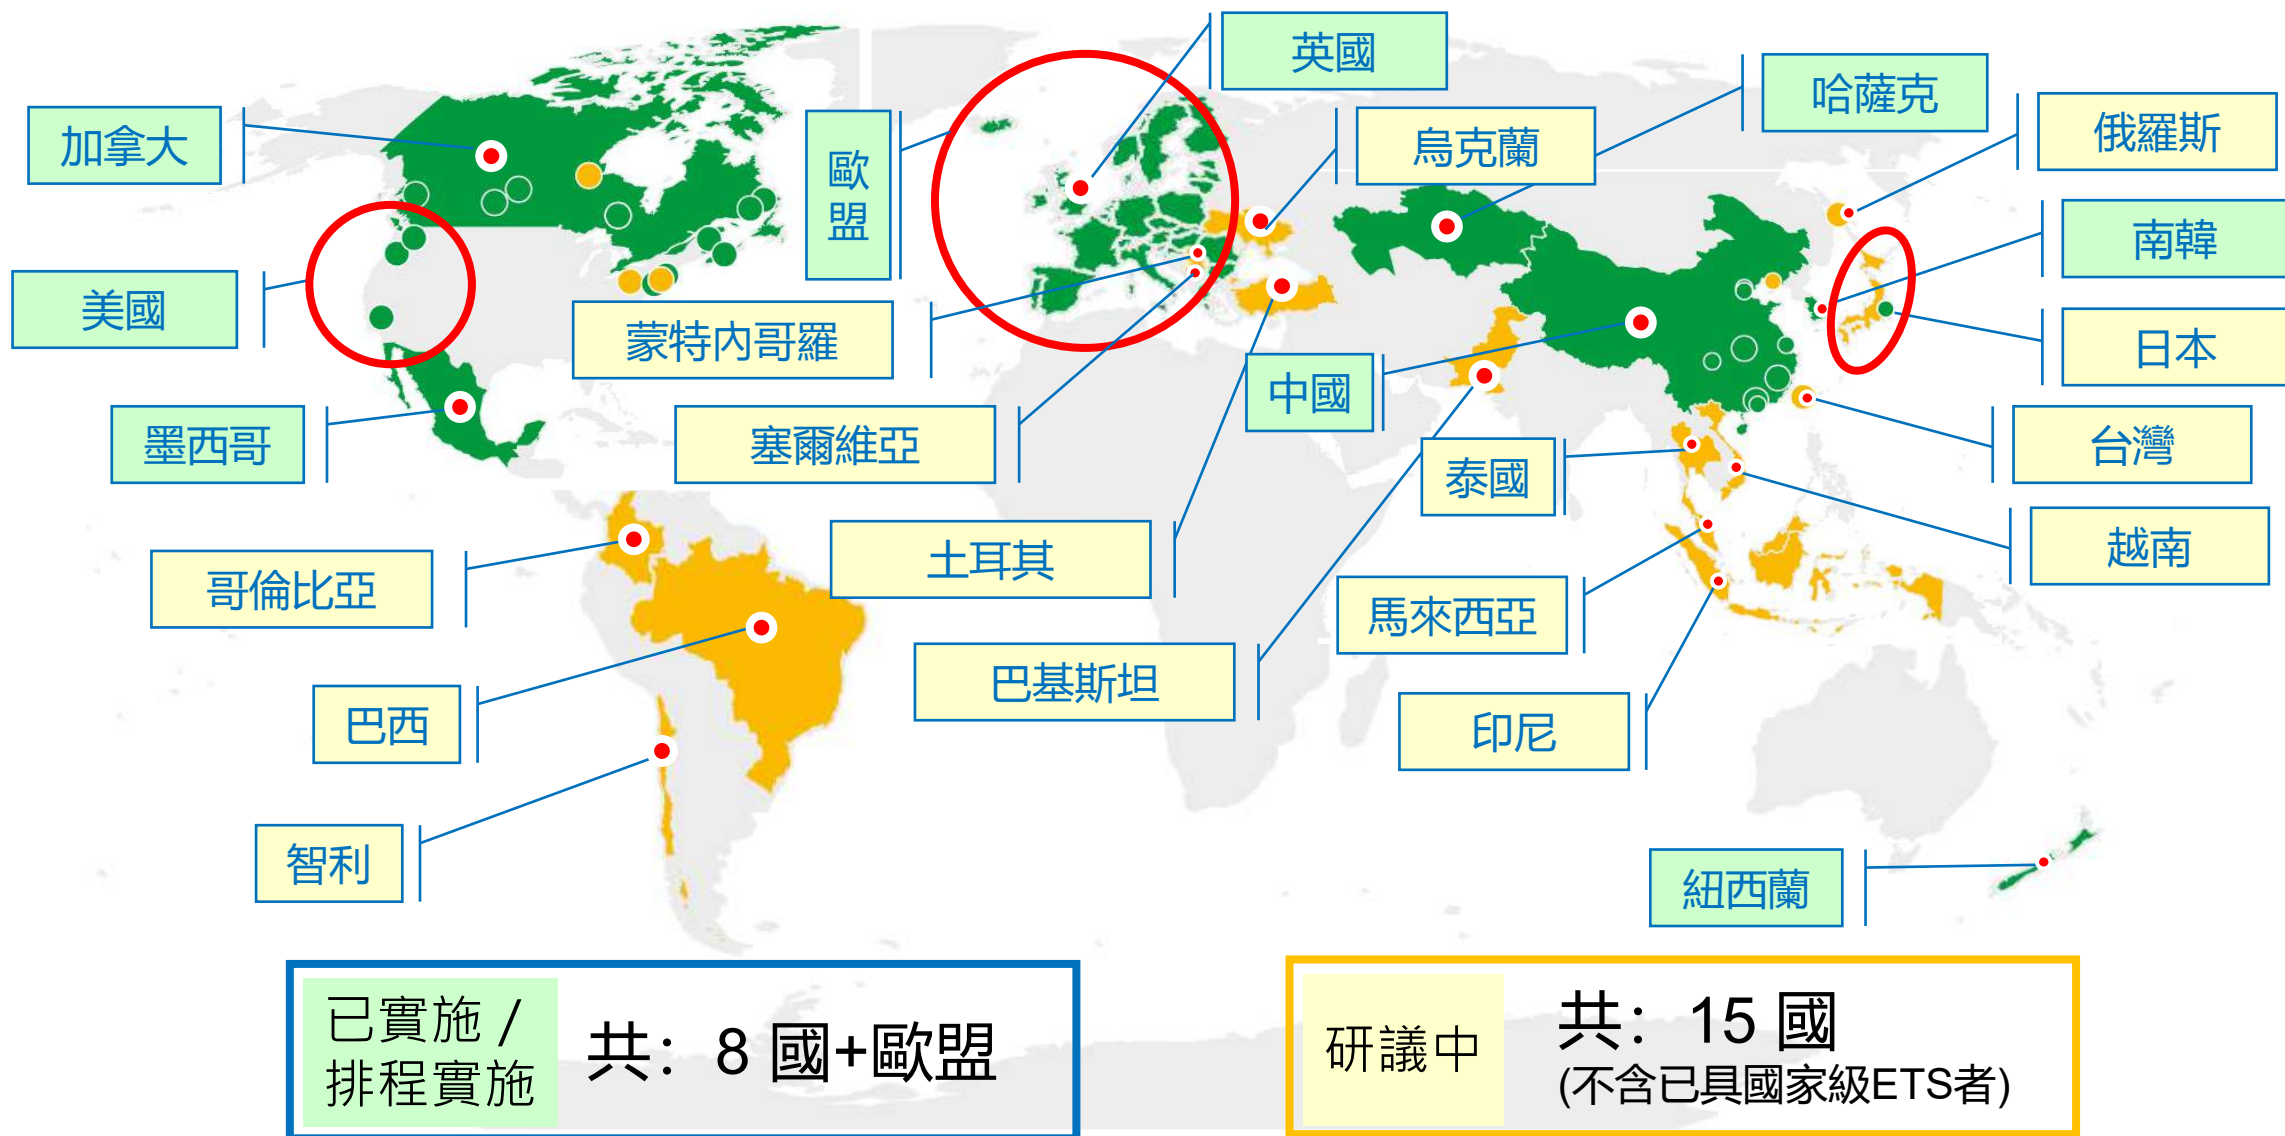 英國
哈薩克
加拿大
歐
盟
烏克蘭
俄羅斯
南韓
美國
蒙特內哥羅
日本
中國
墨西哥
塞爾維亞
泰國
台灣
哥倫比亞
土耳其
越南
馬來西亞
巴基斯坦
巴西
印尼
智利
紐西蘭
已實施 /
排程實施
共：8 國+歐盟
研議中
共：15 國
(不含已具國家級ETS者)